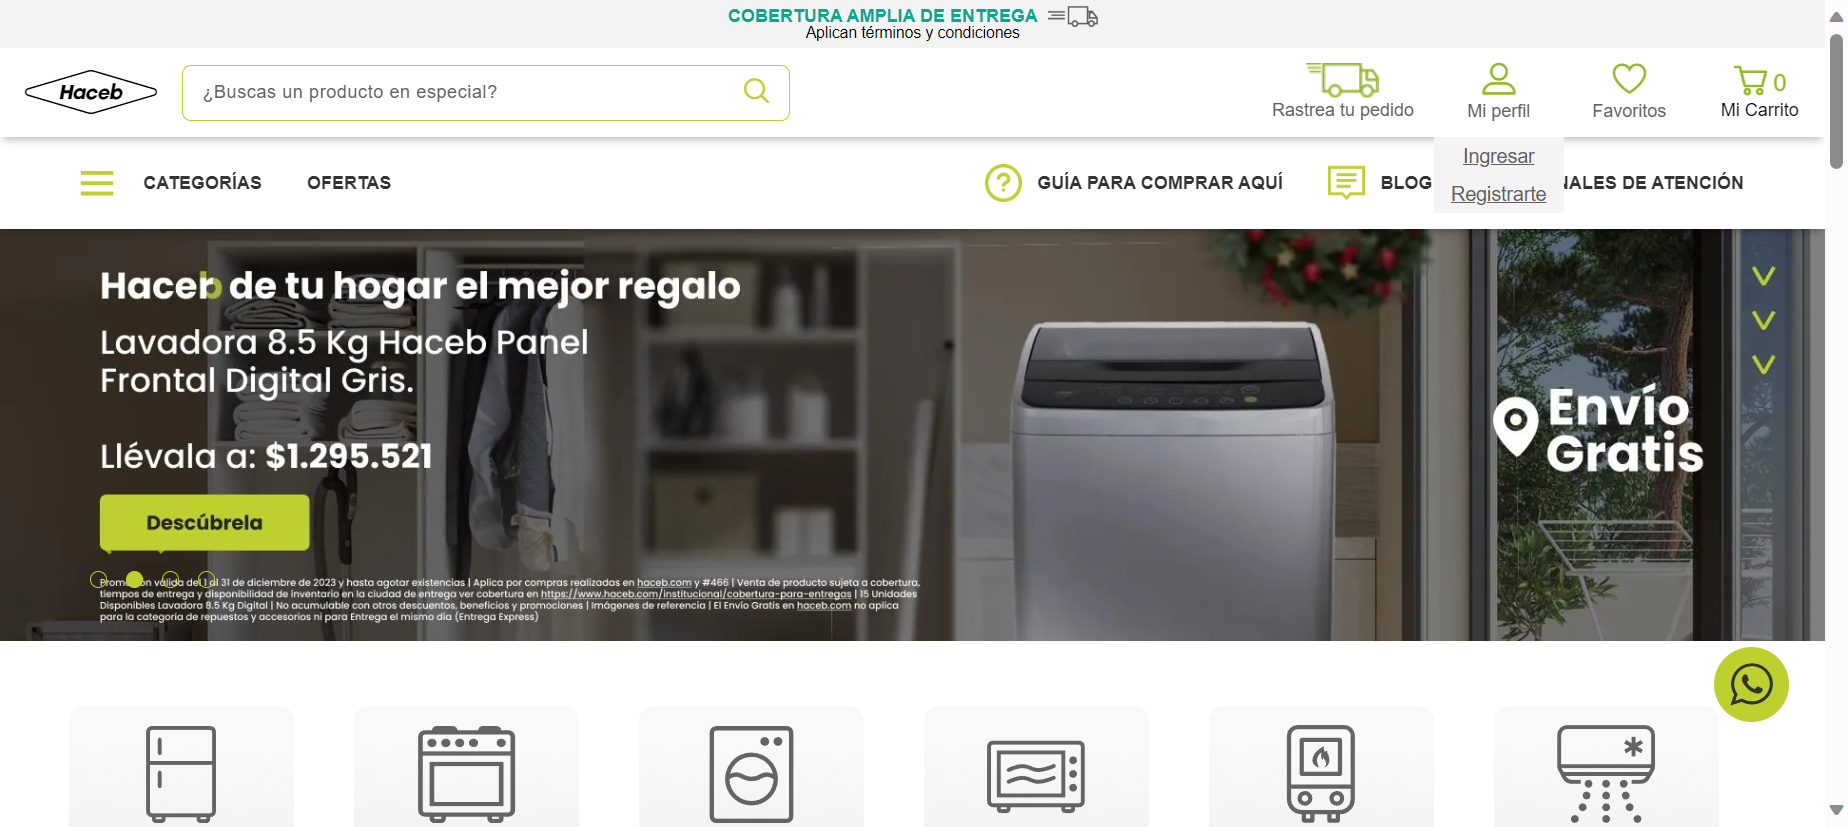 COBERTURA AMPLIA DE ENTREGA
Aplican términos y condiciones
Haceb
¿Buscas un producto en especial?
Rastrea tu pedido
Mi perfil
Favoritos
0
Mi Carrito
Ingresar
Registrarte
CATEGORÍAS
OFERTAS
GUÍA PARA COMPRAR AQUÍ
BLOG
NALES DE ATENCIÓN
Haceb de tu hogar el mejor regalo
Lavadora 8.5 Kg Haceb Panel
Frontal Digital Gris.
Llévala a: $1.295.521
Descúbrela
Envío
Gratis
Promoción válida del 1 al 31 de diciembre de 2023 y hasta agotar existencias | Aplica por compras realizadas en haceb.com y #466 | Venta de producto sujeta a cobertura,
tiempos de entrega y disponibilidad de inventario en la ciudad de entrega ver cobertura en https://www.haceb.com/institucional/cobertura-para-entregas | 15 Unidades
Disponibles Lavadora 8.5 Kg Digital | No acumulable con otros descuentos, beneficios y promociones | Imágenes de referencia | El Envío Gratis en haceb.com no aplica
para la categoría de repuestos y accesorios ni para Entrega el mismo día (Entrega Express)